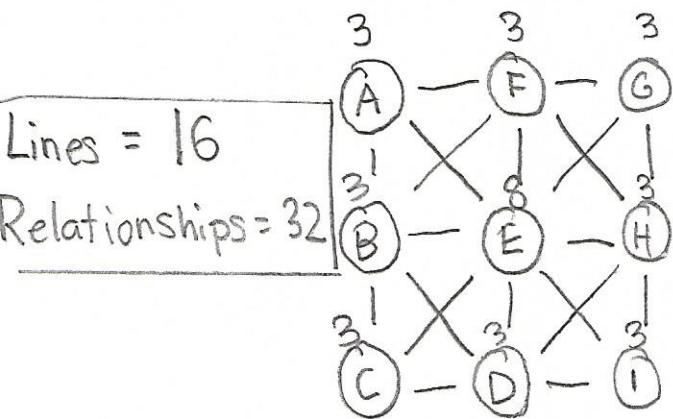 3 3 3
A F G
Lines = 16
3 8 3
Relationships = 32
B E H
3 3 3
C D I